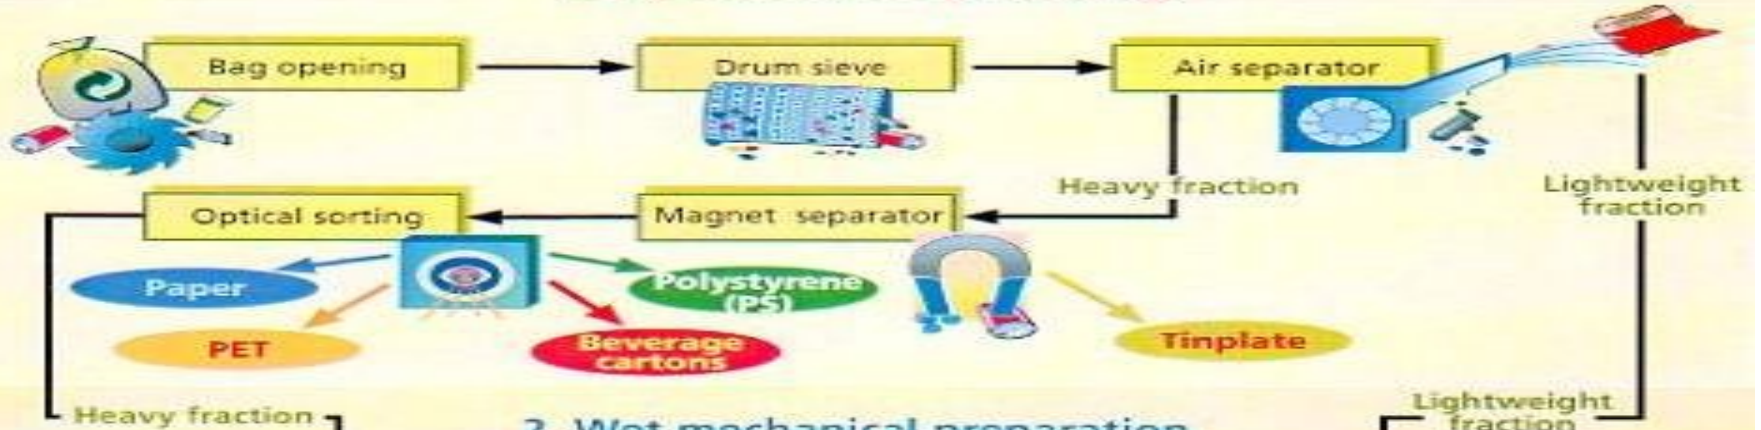 Bag opening
Drum sieve
Air separator
Heavy fraction
Lightweight
fraction
Optical sorting
Magnet separator
Paper
Polystyrene
(PS)
PET
Beverage
cartons
Tinplate
Heavy fraction
Lightweight
fraction
Wet mechanical preparation